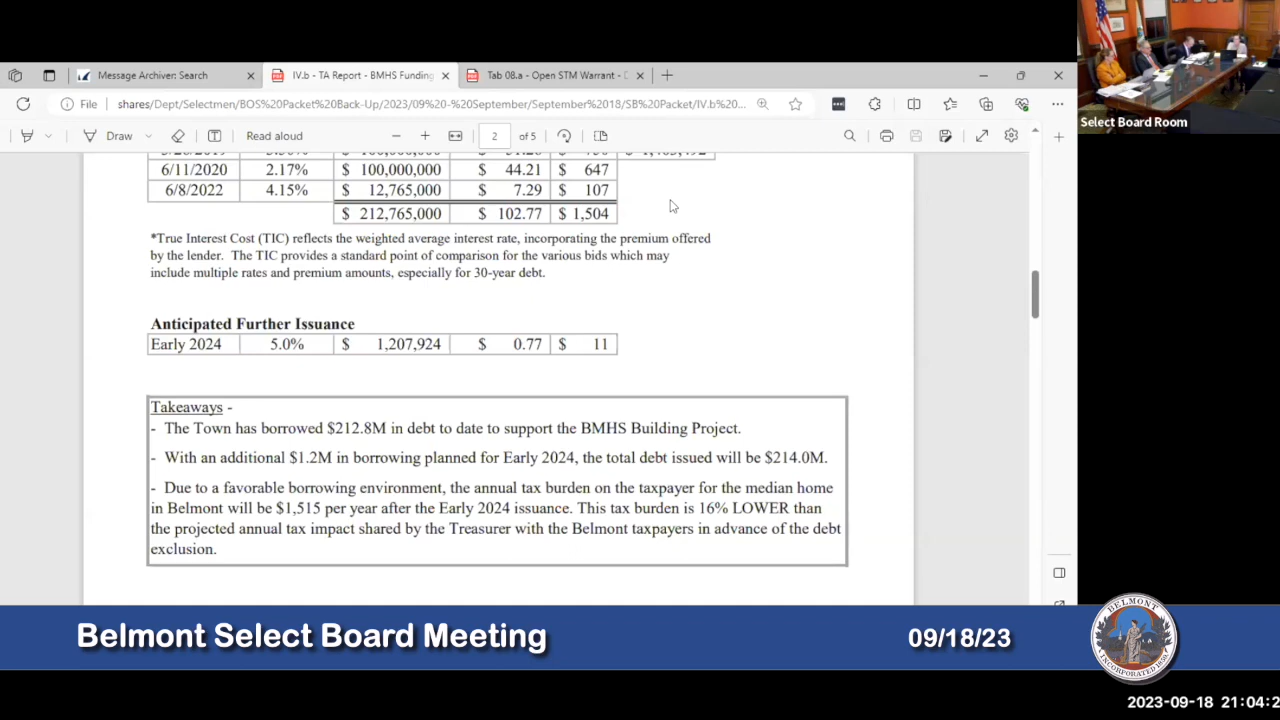 Message Archiver: Search
IV.b - TA Report - BMHS Funding
Tab 08.a - Open STM Warrant -
File
shares/Dept/Selectmen/BOS%20Packet%20Back-Up/2023/09%20-%20September/September%2018/SB%20Packet/IV.b%20...
Draw
Read aloud
2 of 5
6/11/2020 2.17% $ 100,000,000 $ 44.21 $ 647
6/8/2022 4.15% $ 12,765,000 $ 7.29 $ 107
$ 212,765,000 $ 102.77 $ 1,504
*True Interest Cost (TIC) reflects the weighted average interest rate, incorporating the premium offered
by the lender. The TIC provides a standard point of comparison for the various bids which may
include multiple rates and premium amounts, especially for 30-year debt.
Anticipated Further Issuance
Early 2024 5.0% $ 1,207,924 $ 0.77 $ 11
Takeaways -
- The Town has borrowed $212.8M in debt to date to support the BMHS Building Project.
- With an additional $1.2M in borrowing planned for Early 2024, the total debt issued will be $214.0M.
- Due to a favorable borrowing environment, the annual tax burden on the taxpayer for the median home
in Belmont will be $1,515 per year after the Early 2024 issuance. This tax burden is 16% LOWER than
the projected annual tax impact shared by the Treasurer with the Belmont taxpayers in advance of the debt
exclusion.
Select Board Room
Belmont Select Board Meeting
09/18/23
BELMONT
INCORPORATED 1859
2023-09-18 21:04:2